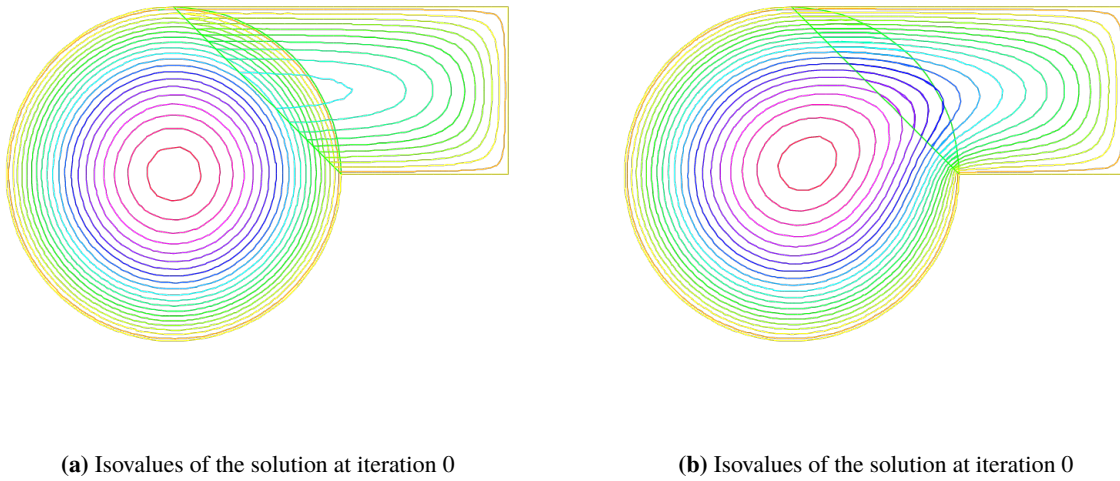 (a) Isovalues of the solution at iteration 0
(b) Isovalues of the solution at iteration 0